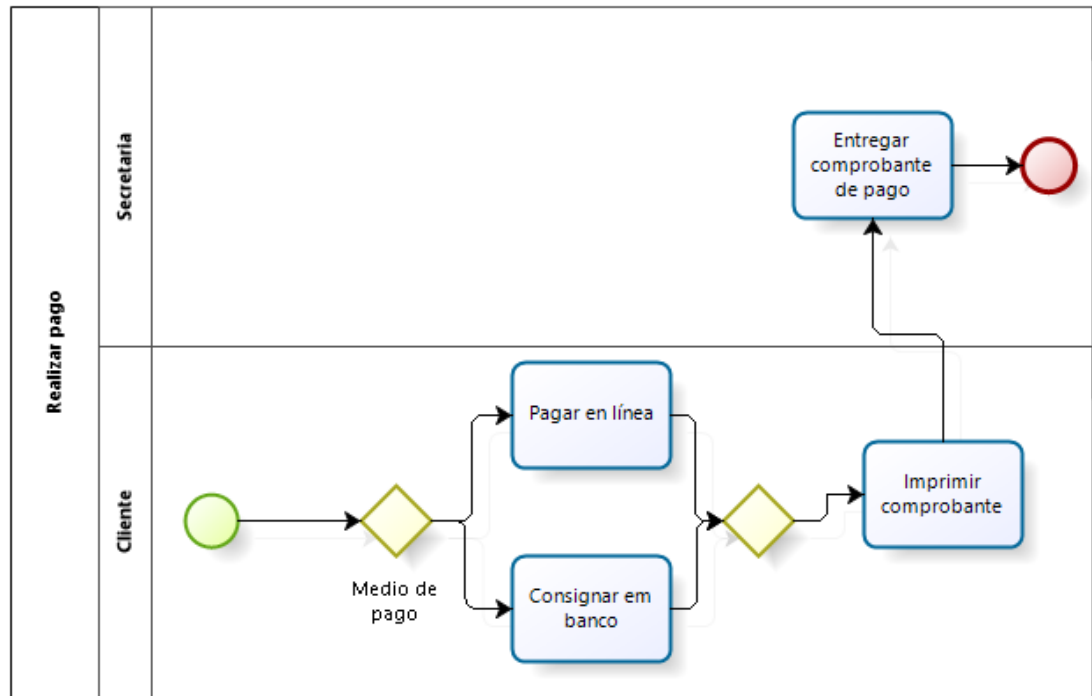 Realizar pago
Secretaria
Entregar
comprobante
de pago
Cliente
Medio de
pago
Pagar en línea
Consignar em
banco
Imprimir
comprobante